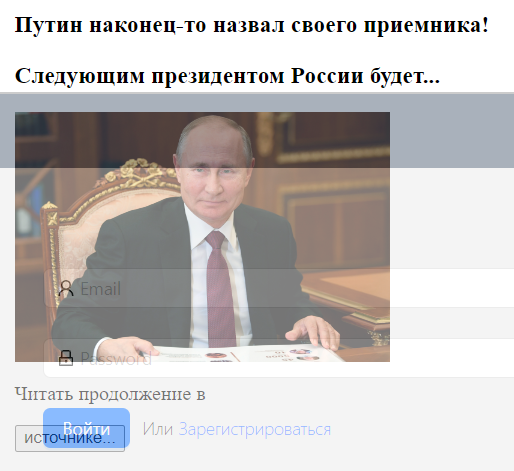 Путин наконец-то назвал своего приемника!
Следующим президентом России будет...
Email
Password
Читать продолжение в
Войти Или Зарегистрироваться
источнике...